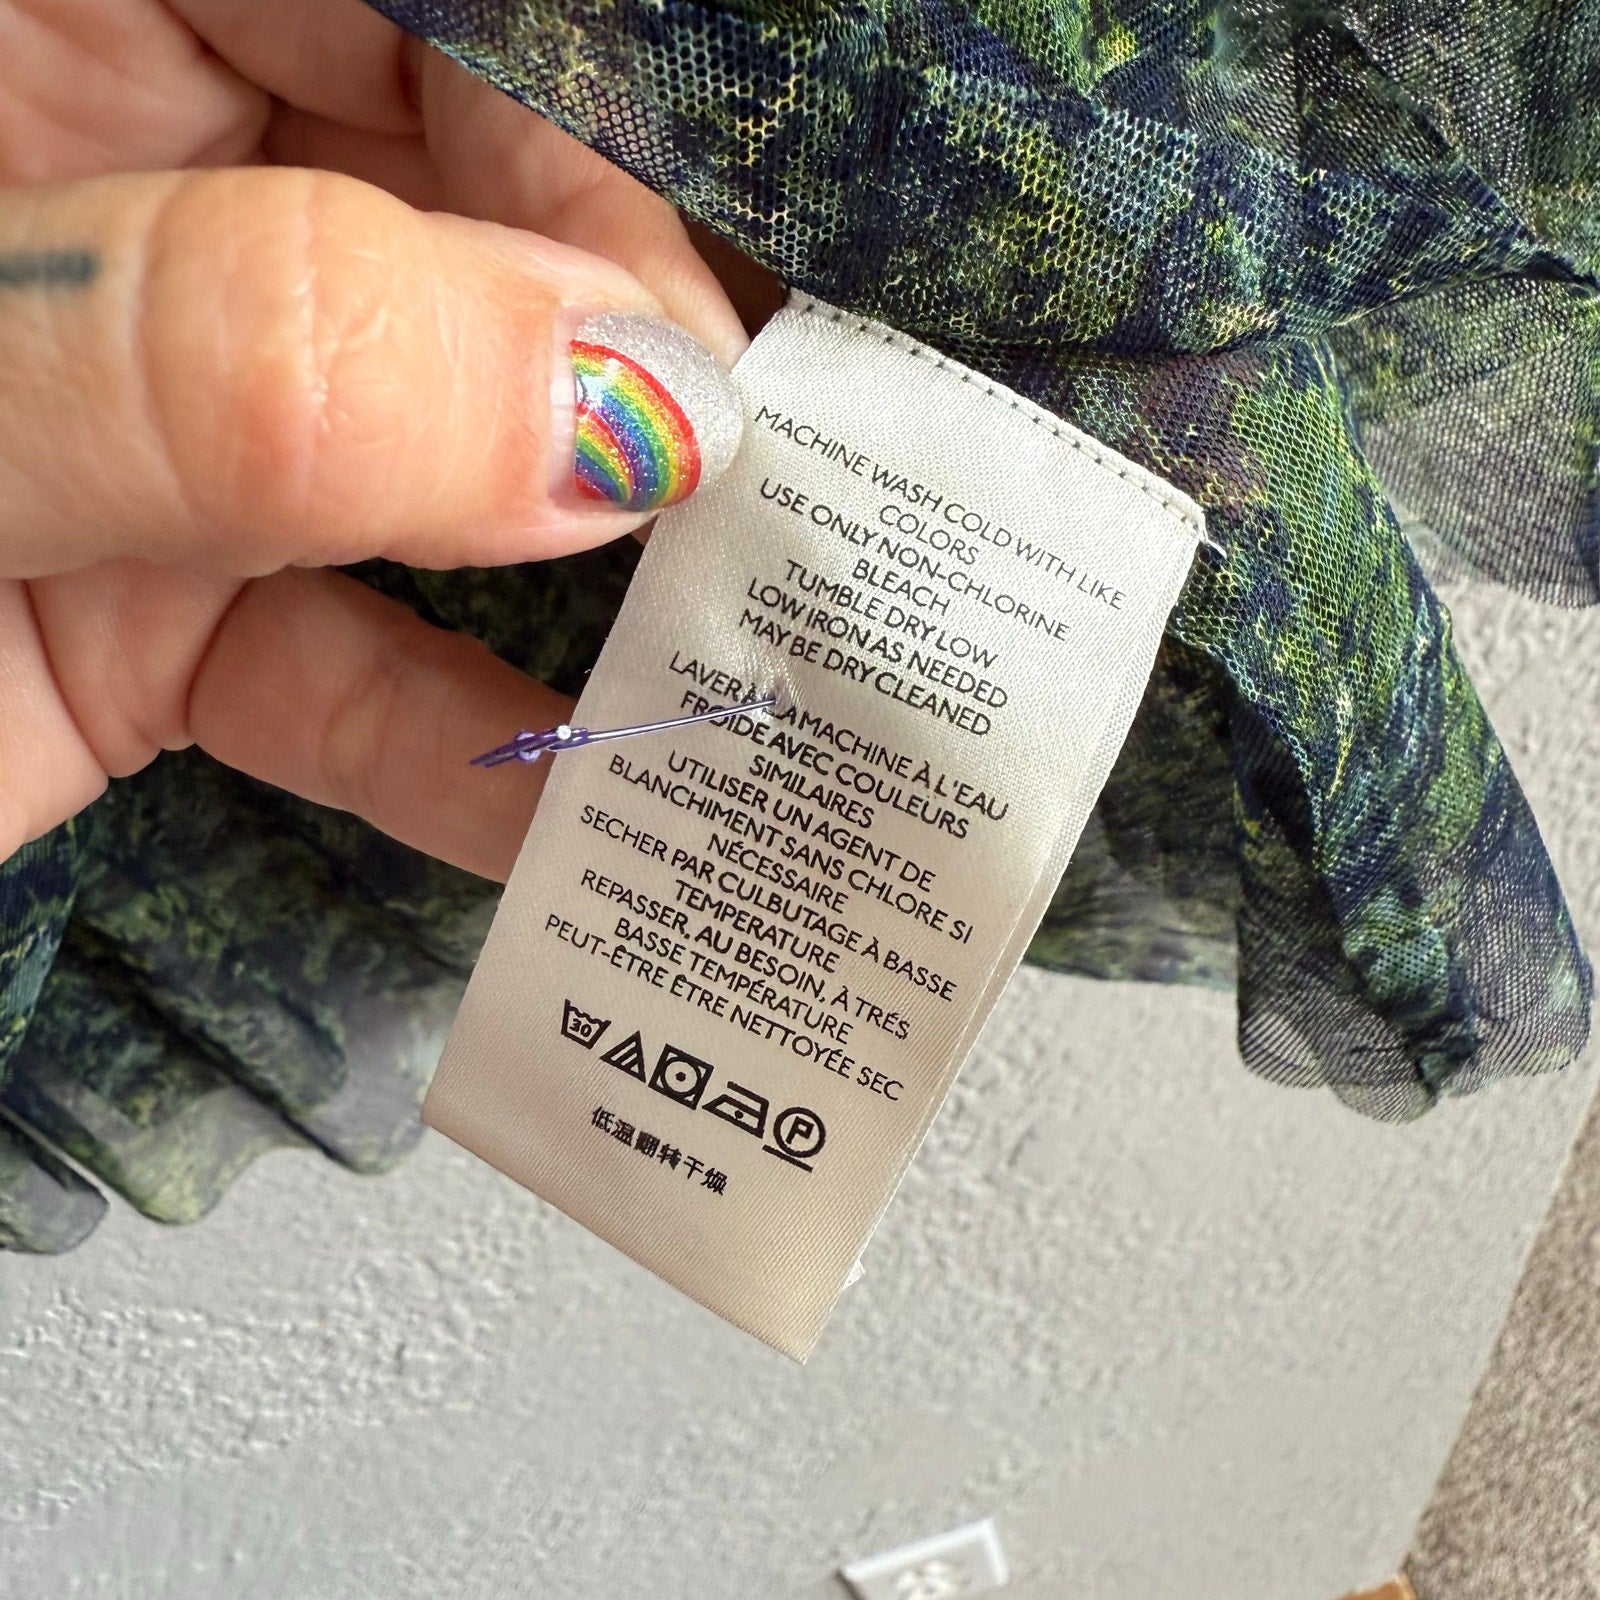 MACHINE WASH COLD WITH LIKE
COLORS
USE ONLY NON-CHLORINE
BLEACH
TUMBLE DRY LOW
LOW IRON AS NEEDED
MAY BE DRY CLEANED
LAVER À LA MACHINE À L'EAU
FROIDE AVEC COULEURS
SIMILAIRES
UTILISER UN AGENT DE
BLANCHIMENT SANS CHLORE SI
NÉCESSAIRE
SECHER PAR CULBUTAGE À BASSE
TEMPERATURE
REPASSER, AU BESOIN, À TRÉS
BASSE TEMPÉRATURE
PEUT-ÊTRE ÊTRE NETTOYÉE SEC
30 P
低温翻转干燥